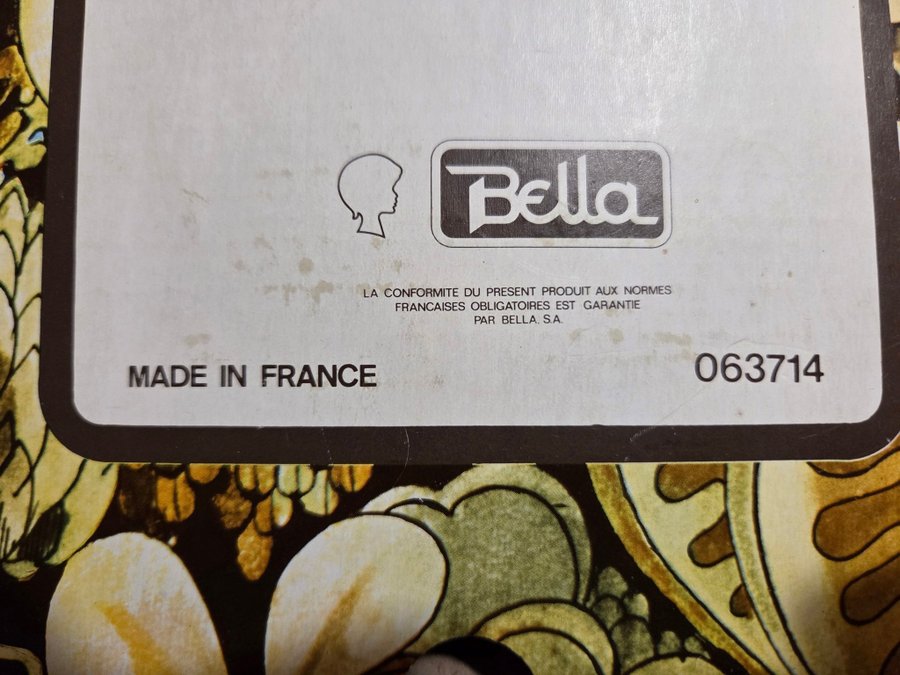 Bella
LA CONFORMITE DU PRESENT PRODUIT AUX NORMES
FRANCAISES OBLIGATOIRES EST GARANTIE
PAR BELLA, S.A.
MADE IN FRANCE
063714